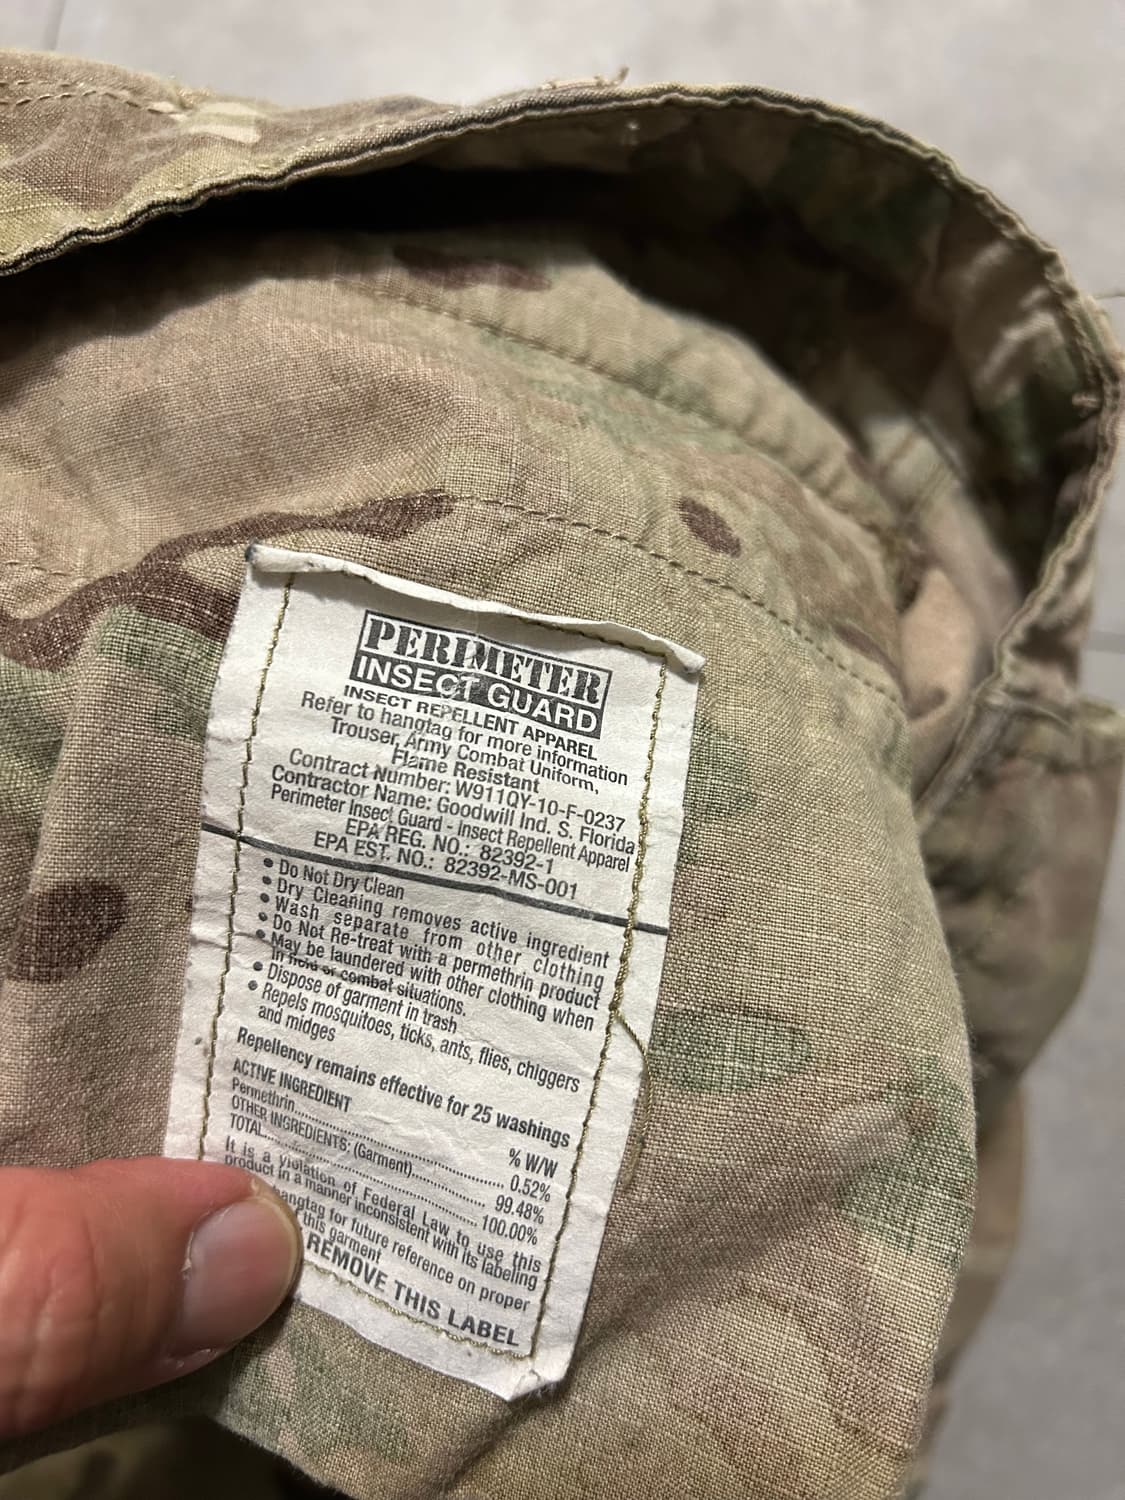 PERIMETER
INSECT GUARD
INSECT REPELLENT APPAREL
Refer to hangtag for more information
Trouser, Army Combat Uniform,
Flame Resistant
Contract Number: W911QY-10-F-0237
Contractor Name: Goodwill Ind. S. Florida
Perimeter Insect Guard - Insect Repellent Apparel
EPA REG. NO.: 82392-1
EPA EST. NO.: 82392-MS-001
• Do Not Dry Clean
• Dry Cleaning removes active ingredient
• Wash separate from other clothing
• Do Not Re-treat with a permethrin product
• May be laundered with other clothing when
in field or combat situations.
• Dispose of garment in trash
• Repels mosquitoes, ticks, ants, flies, chiggers
and midges
Repellency remains effective for 25 washings
ACTIVE INGREDIENT % W/W
Permethrin.................... 0.52%
OTHER INGREDIENTS: (Garment).................... 99.48%
TOTAL.................... 100.00%
It is a violation of Federal Law to use this
product in a manner inconsistent with its labeling
hangtag for future reference on proper
this garment
REMOVE THIS LABEL